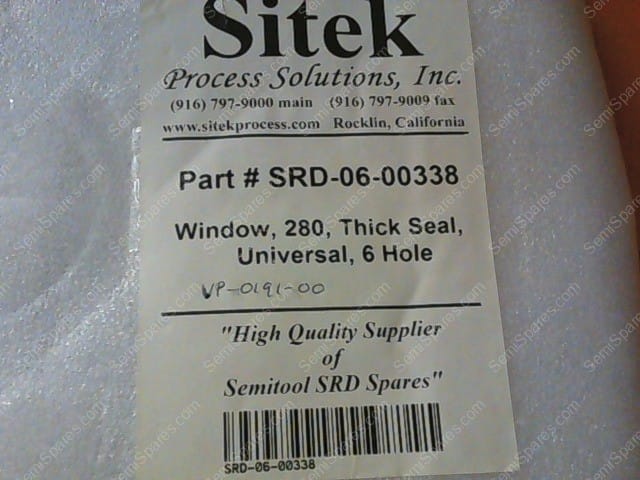 Sitek
Process Solutions, Inc.
(916) 797-9000 main (916) 797-9009 fax
www.sitekprocess.com Rocklin, California
Part # SRD-06-00338
Window, 280, Thick Seal,
Universal, 6 Hole
VP-0191-00
"High Quality Supplier
of
Semitool SRD Spares"
SRD-06-00338
SemiSpares.com